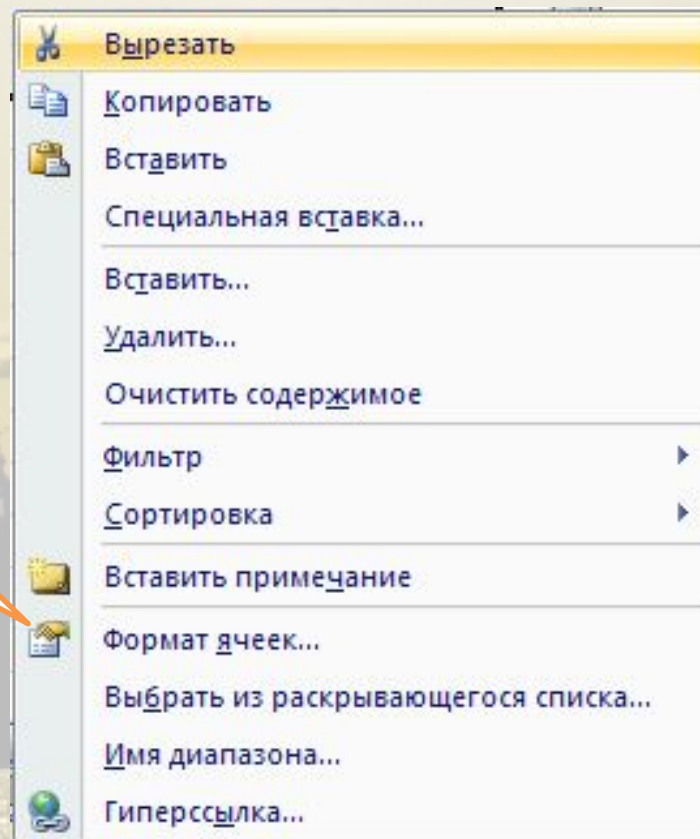 Вырезать
Копировать
Вставить
Специальная вставка...
Вставить...
Удалить...
Очистить содержимое
Фильтр
Сортировка
Вставить примечание
Формат ячеек...
Выбрать из раскрывающегося списка...
Имя диапазона...
Гиперссылка...